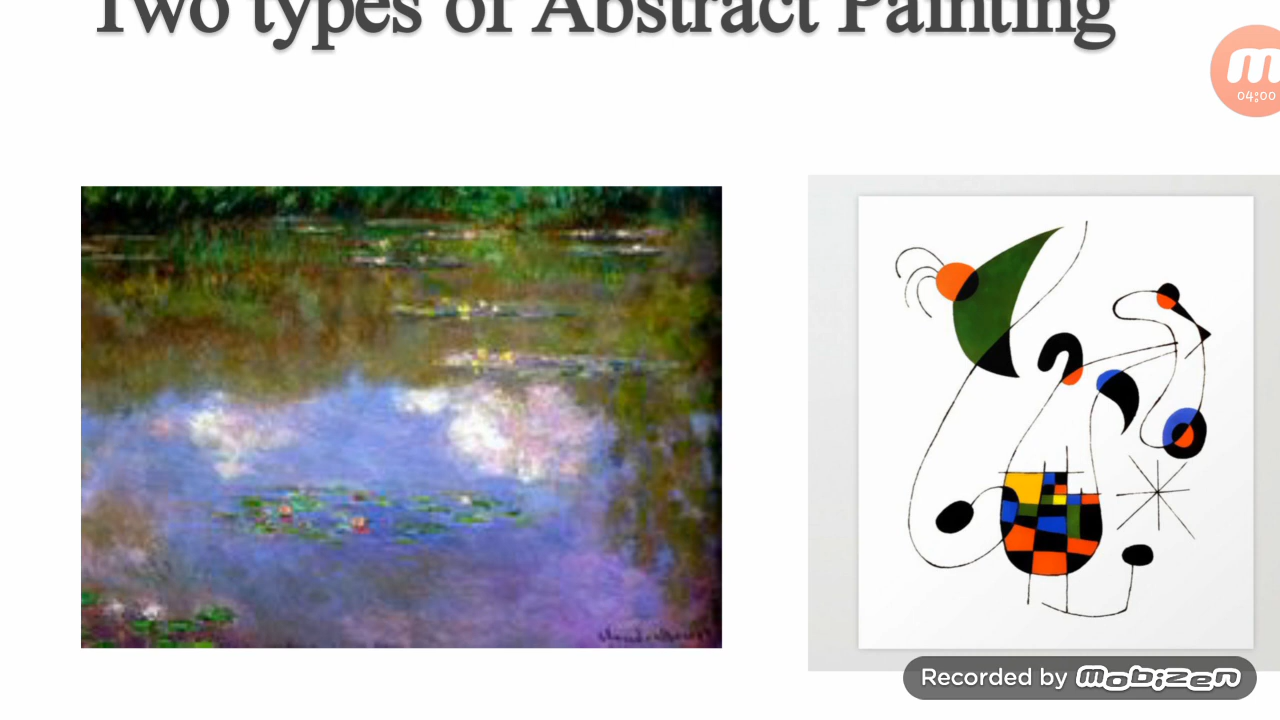 Two types of Abstract Painting
04:00
Recorded by mobizen